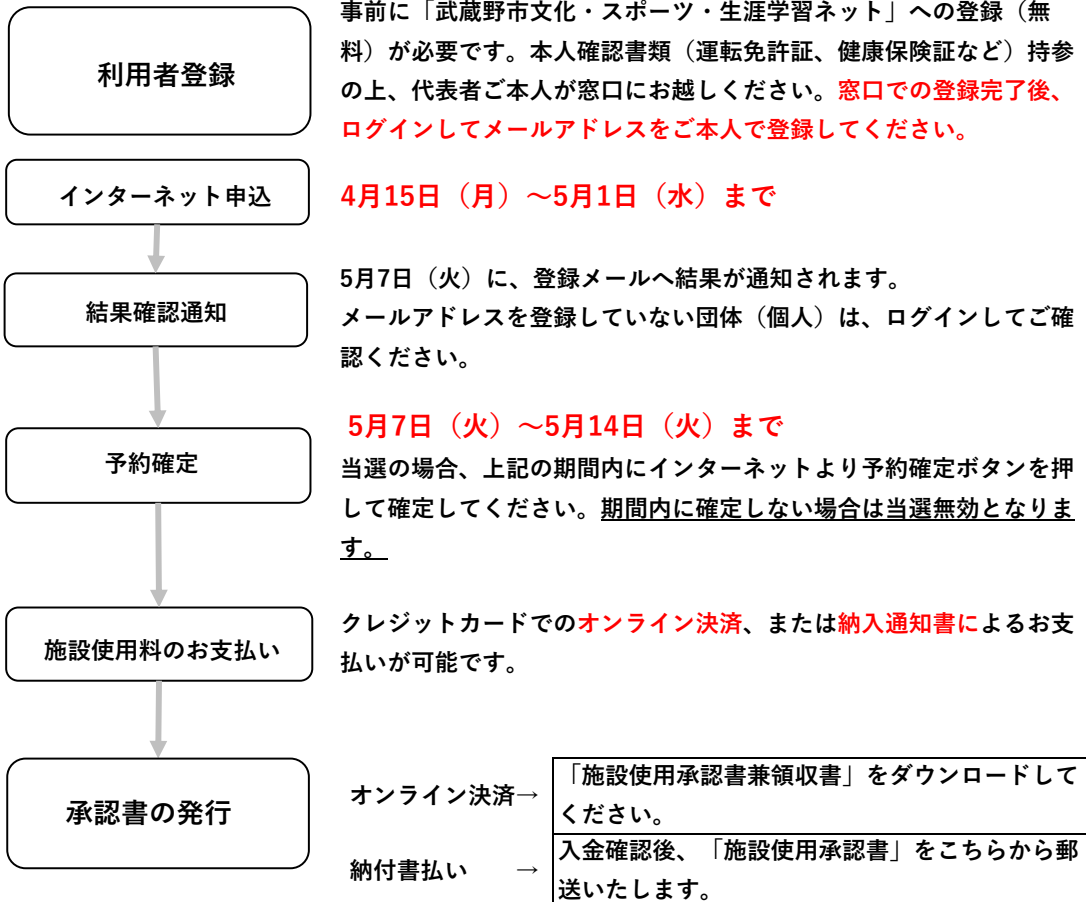 利用者登録
事前に「武蔵野市文化・スポーツ・生涯学習ネット」への登録（無
料）が必要です。本人確認書類（運転免許証、健康保険証など）持参
の上、代表者ご本人が窓口にお越しください。窓口での登録完了後、
ログインしてメールアドレスをご本人で登録してください。
インターネット申込
4月15日（月）～5月1日（水）まで
結果確認通知
5月7日（火）に、登録メールへ結果が通知されます。
メールアドレスを登録していない団体（個人）は、ログインしてご確
認ください。
予約確定
5月7日（火）～5月14日（火）まで
当選の場合、上記の期間内にインターネットより予約確定ボタンを押
して確定してください。期間内に確定しない場合は当選無効となりま
す。
施設使用料のお支払い
クレジットカードでのオンライン決済、または納入通知書によるお支
払いが可能です。
承認書の発行
オンライン決済→
「施設使用承認書兼領収書」をダウンロードして
ください。
納付書払い　　→
入金確認後、「施設使用承認書」をこちらから郵
送いたします。